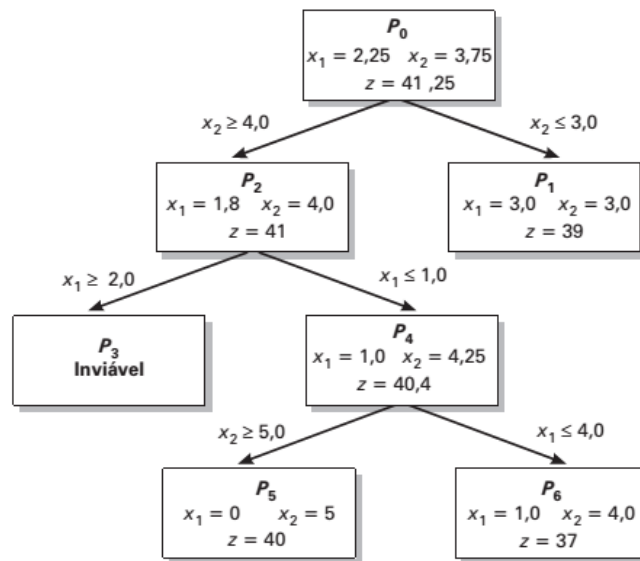 P0
x1 = 2,25 x2 = 3,75
z = 41 ,25
x2 ≥ 4,0
x2 ≤ 3,0
P2
x1 = 1,8 x2 = 4,0
z = 41
P1
x1 = 3,0 x2 = 3,0
z = 39
x1 ≥ 2,0
x1 ≤ 1,0
P3
Inviável
P4
x1 = 1,0 x2 = 4,25
z = 40,4
x2 ≥ 5,0
x1 ≤ 4,0
P5
x1 = 0 x2 = 5
z = 40
P6
x1 = 1,0 x2 = 4,0
z = 37